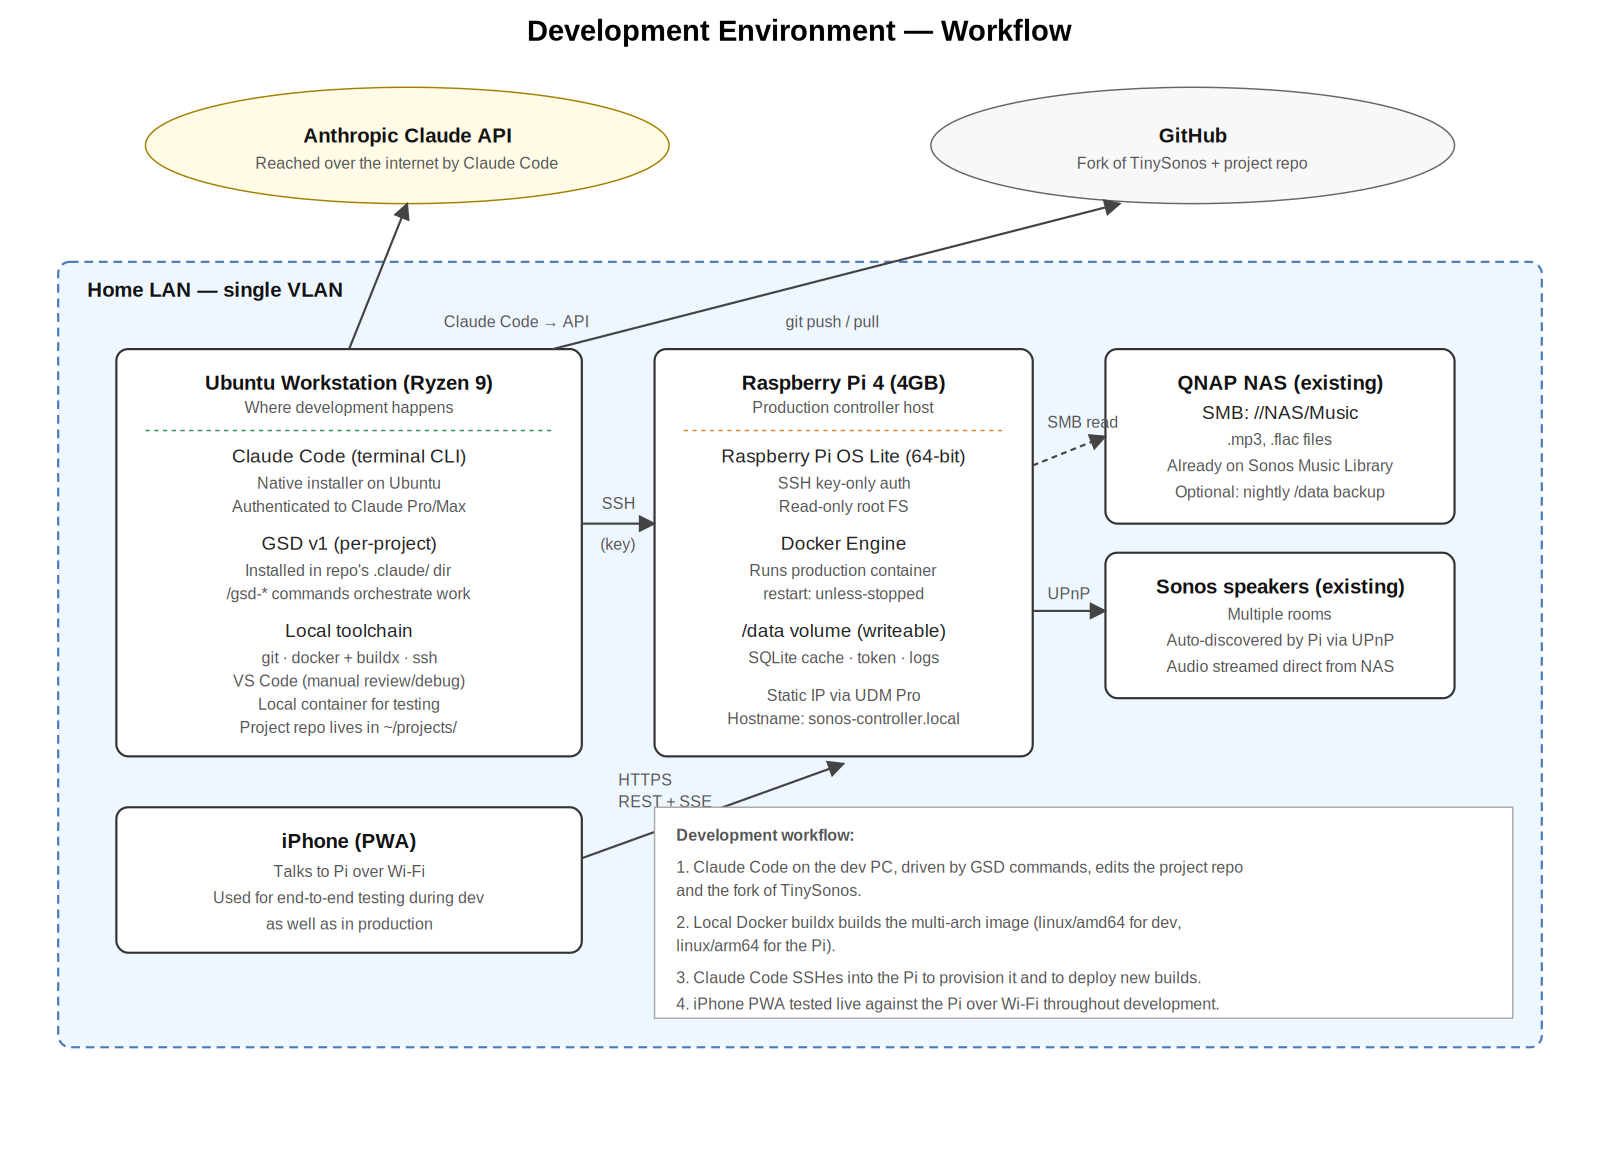 Development Environment — Workflow
Anthropic Claude API
Reached over the internet by Claude Code
GitHub
Fork of TinySonos + project repo
Home LAN — single VLAN
Claude Code → API
git push / pull
Ubuntu Workstation (Ryzen 9)
Where development happens
Claude Code (terminal CLI)
Native installer on Ubuntu
Authenticated to Claude Pro/Max
GSD v1 (per-project)
Installed in repo's .claude/ dir
/gsd-* commands orchestrate work
Local toolchain
git · docker + buildx · ssh
VS Code (manual review/debug)
Local container for testing
Project repo lives in ~/projects/
SSH
(key)
Raspberry Pi 4 (4GB)
Production controller host
Raspberry Pi OS Lite (64-bit)
SSH key-only auth
Read-only root FS
Docker Engine
Runs production container
restart: unless-stopped
/data volume (writeable)
SQLite cache · token · logs
Static IP via UDM Pro
Hostname: sonos-controller.local
SMB read
QNAP NAS (existing)
SMB: //NAS/Music
.mp3, .flac files
Already on Sonos Music Library
Optional: nightly /data backup
UPnP
Sonos speakers (existing)
Multiple rooms
Auto-discovered by Pi via UPnP
Audio streamed direct from NAS
HTTPS
REST + SSE
iPhone (PWA)
Talks to Pi over Wi-Fi
Used for end-to-end testing during dev
as well as in production
Development workflow:
1. Claude Code on the dev PC, driven by GSD commands, edits the project repo
and the fork of TinySonos.
2. Local Docker buildx builds the multi-arch image (linux/amd64 for dev,
linux/arm64 for the Pi).
3. Claude Code SSHes into the Pi to provision it and to deploy new builds.
4. iPhone PWA tested live against the Pi over Wi-Fi throughout development.